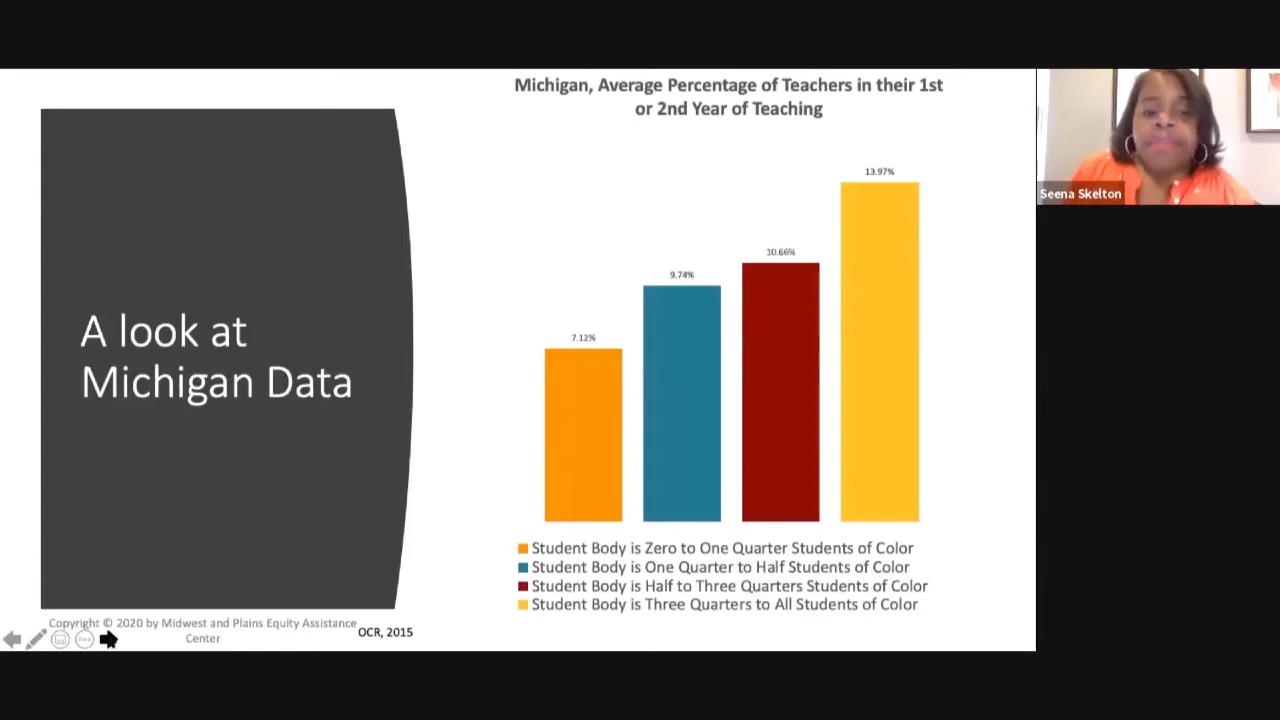 Michigan, Average Percentage of Teachers in their 1st
or 2nd Year of Teaching
A look at
Michigan Data
7.12%
9.74%
10.66%
13.97%
Student Body is Zero to One Quarter Students of Color
Student Body is One Quarter to Half Students of Color
Student Body is Half to Three Quarters Students of Color
Student Body is Three Quarters to All Students of Color
Copyright © 2020 by Midwest and Plains Equity Assistance
Center
OCR, 2015
Seena Skelton